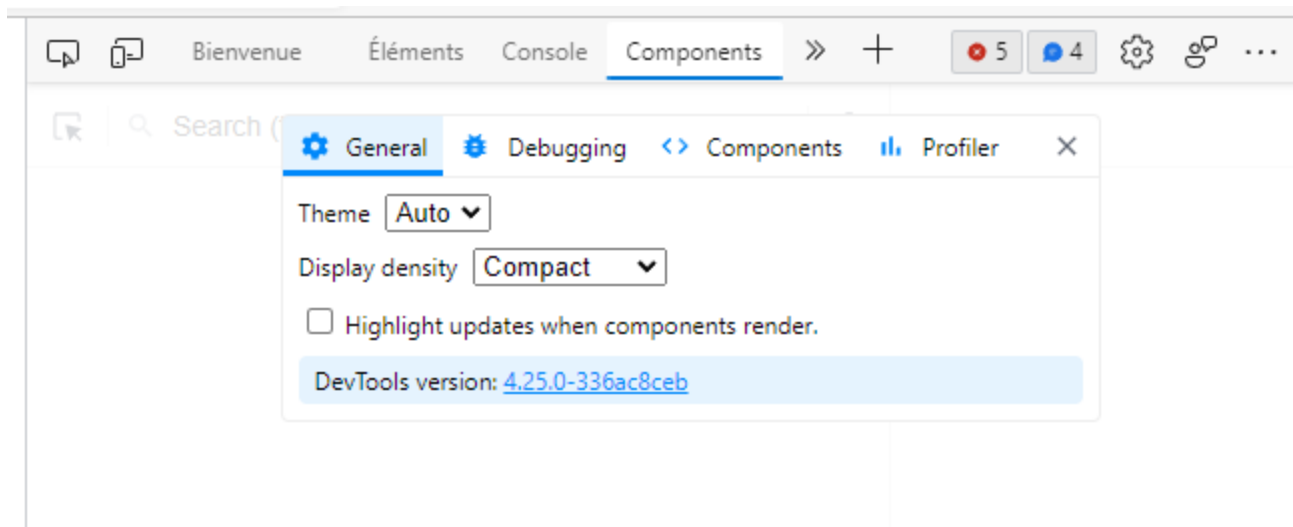 Bienvenue Éléments Console Components 5 4
Search (
General Debugging Components Profiler
Theme Auto
Display density Compact
Highlight updates when components render.
DevTools version: 4.25.0-336ac8ceb